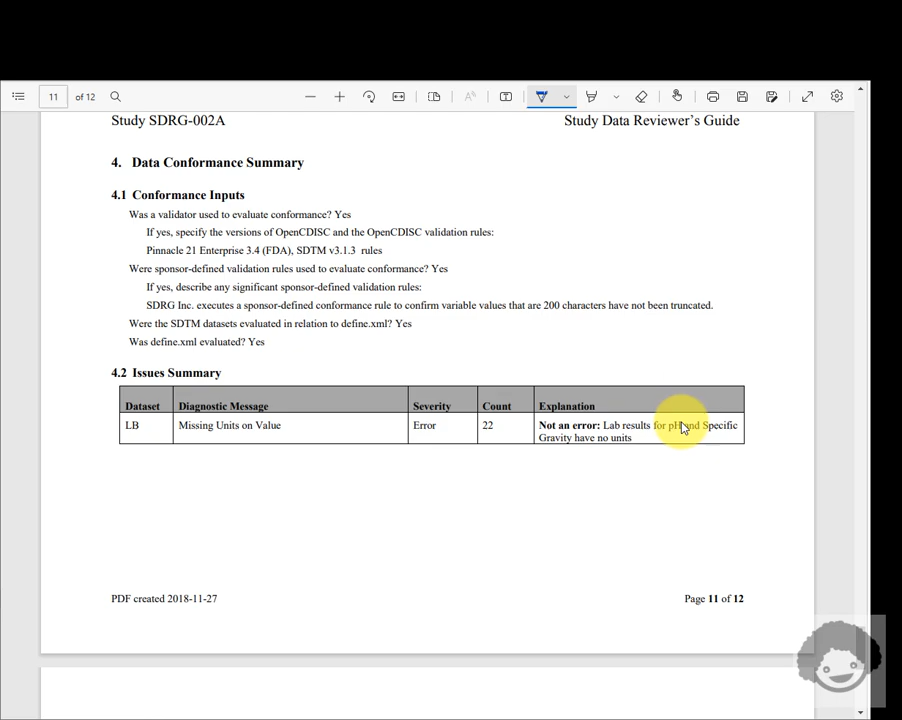 11 of 12
Study SDRG-002A Study Data Reviewer's Guide
4. Data Conformance Summary
4.1 Conformance Inputs
Was a validator used to evaluate conformance? Yes
If yes, specify the versions of OpenCDISC and the OpenCDISC validation rules:
Pinnacle 21 Enterprise 3.4 (FDA), SDTM v3.1.3 rules
Were sponsor-defined validation rules used to evaluate conformance? Yes
If yes, describe any significant sponsor-defined validation rules:
SDRG Inc. executes a sponsor-defined conformance rule to confirm variable values that are 200 characters have not been truncated.
Were the SDTM datasets evaluated in relation to define.xml? Yes
Was define.xml evaluated? Yes
4.2 Issues Summary
Dataset Diagnostic Message Severity Count Explanation
LB Missing Units on Value Error 22 Not an error: Lab results for pH and Specific
Gravity have no units
PDF created 2018-11-27 Page 11 of 12